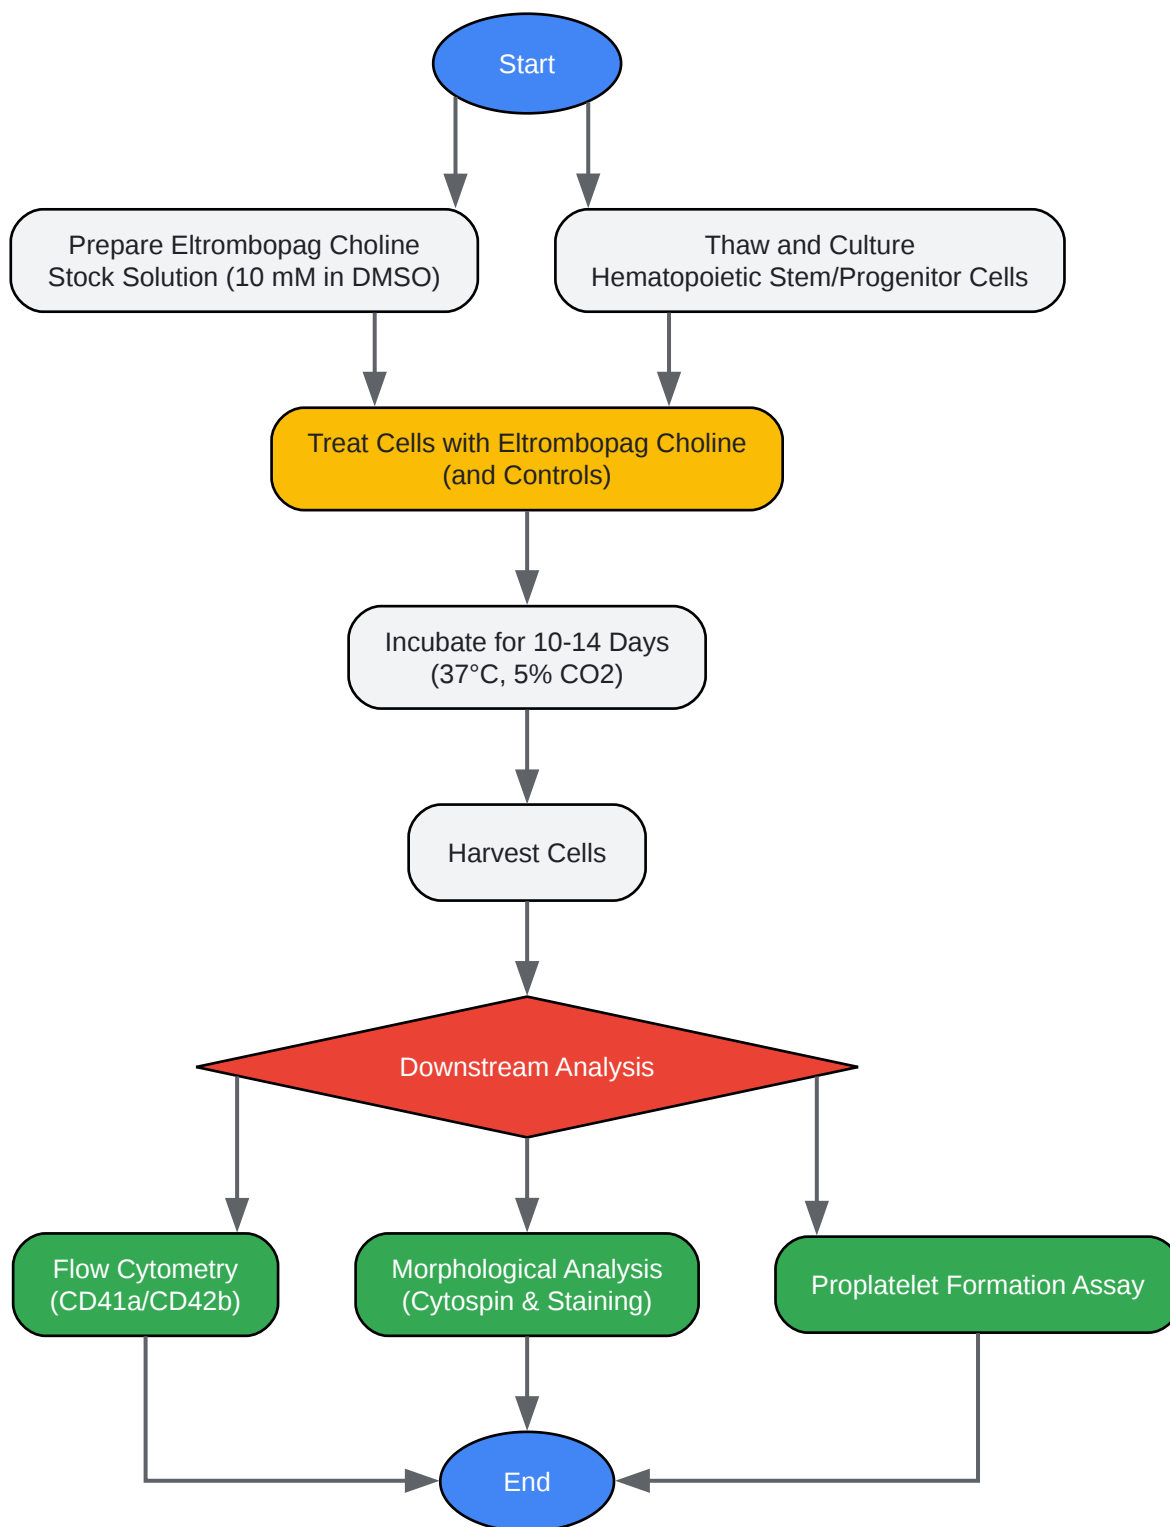 Start
Prepare Eltrombopag Choline
Stock Solution (10 mM in DMSO)
Thaw and Culture
Hematopoietic Stem/Progenitor Cells
Treat Cells with Eltrombopag Choline
(and Controls)
Incubate for 10-14 Days
(37°C, 5% CO2)
Harvest Cells
Downstream Analysis
Flow Cytometry
(CD41a/CD42b)
Morphological Analysis
(Cytospin & Staining)
Proplatelet Formation Assay
End